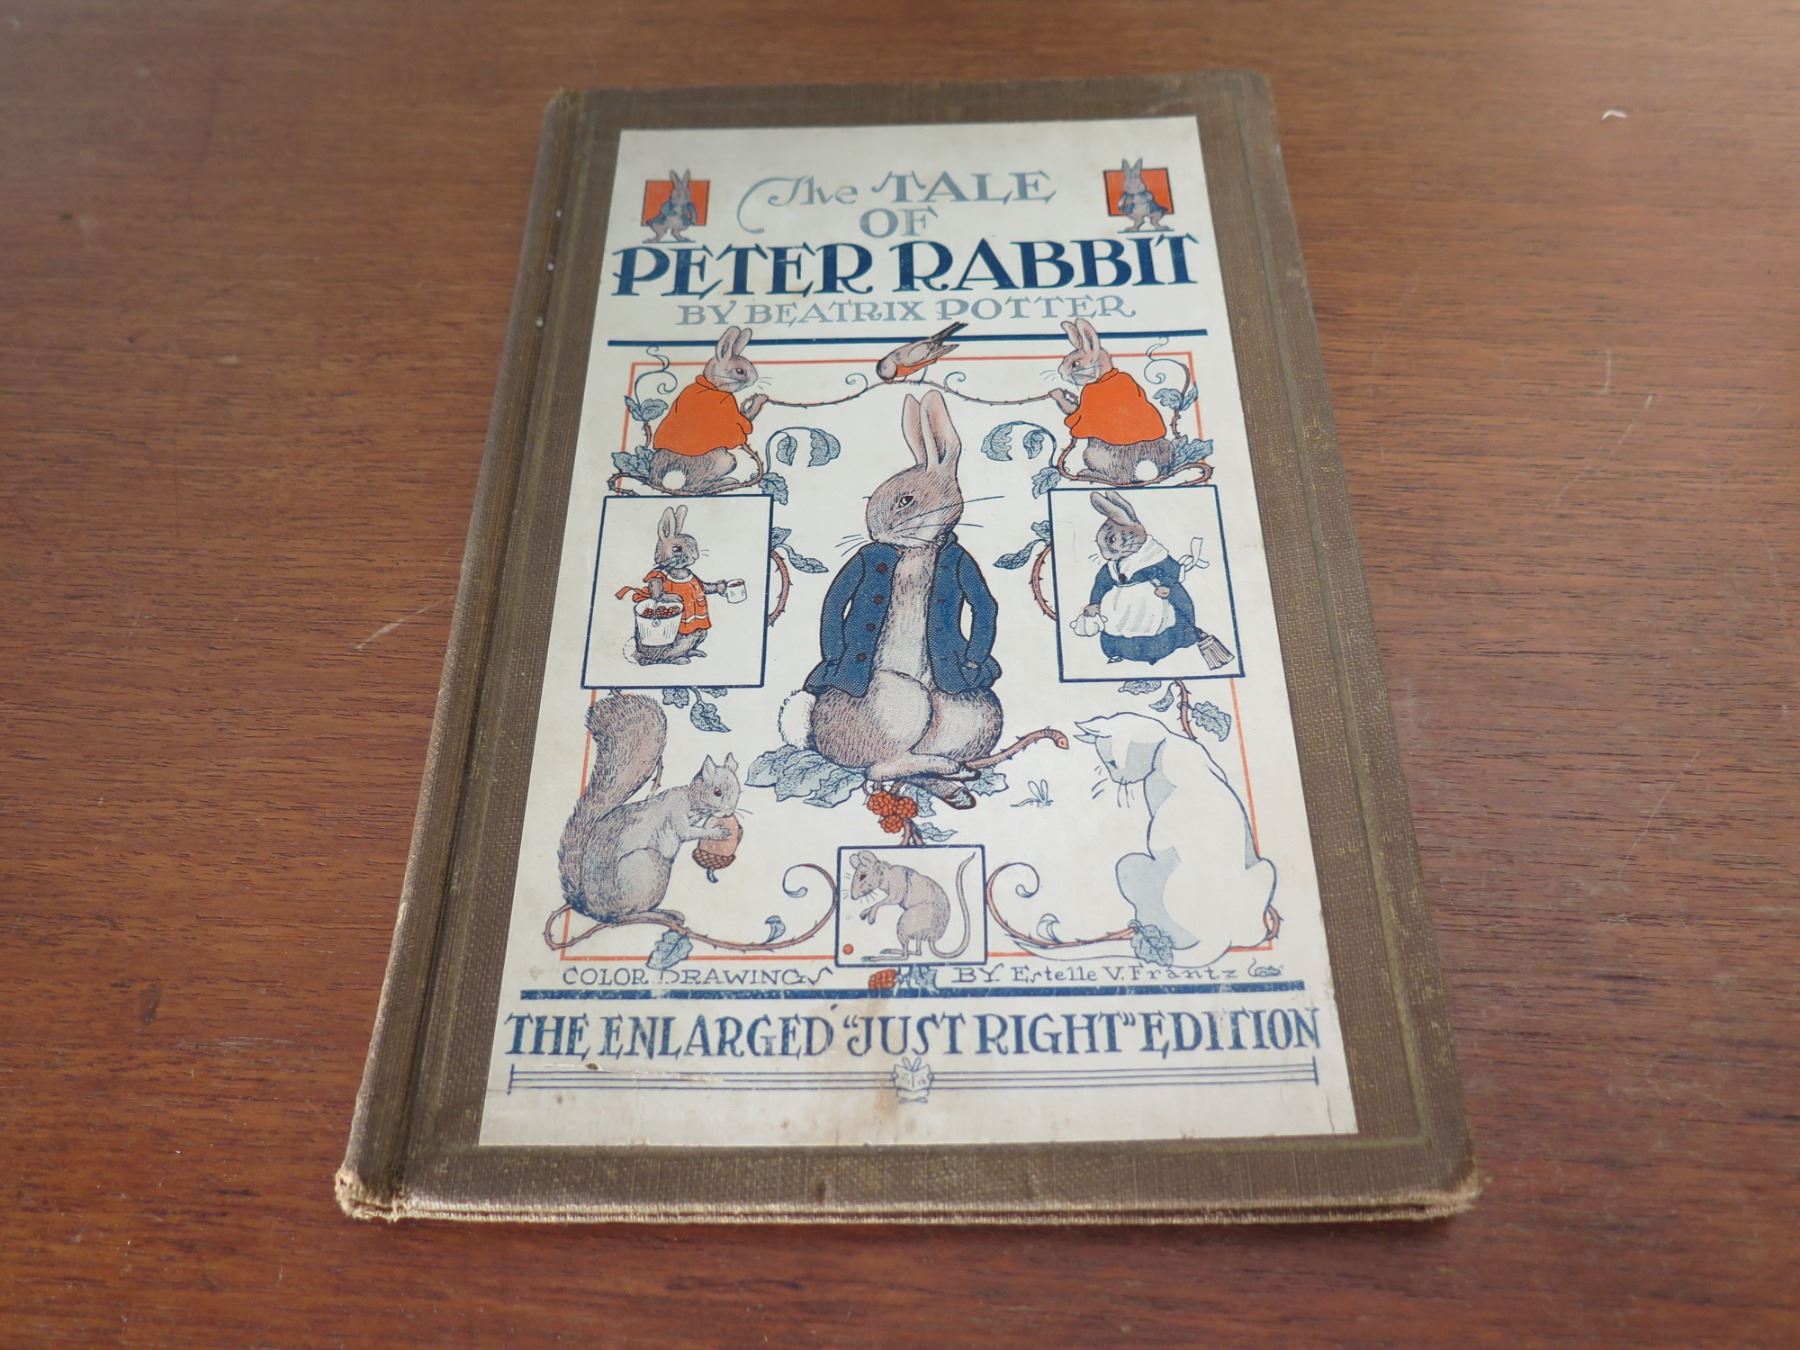 The TALE
OF
PETER RABBIT
BY BEATRIX POTTER
COLOR DRAWINGS BY Estelle V. Frantz
THE ENLARGED “JUST RIGHT” EDITION